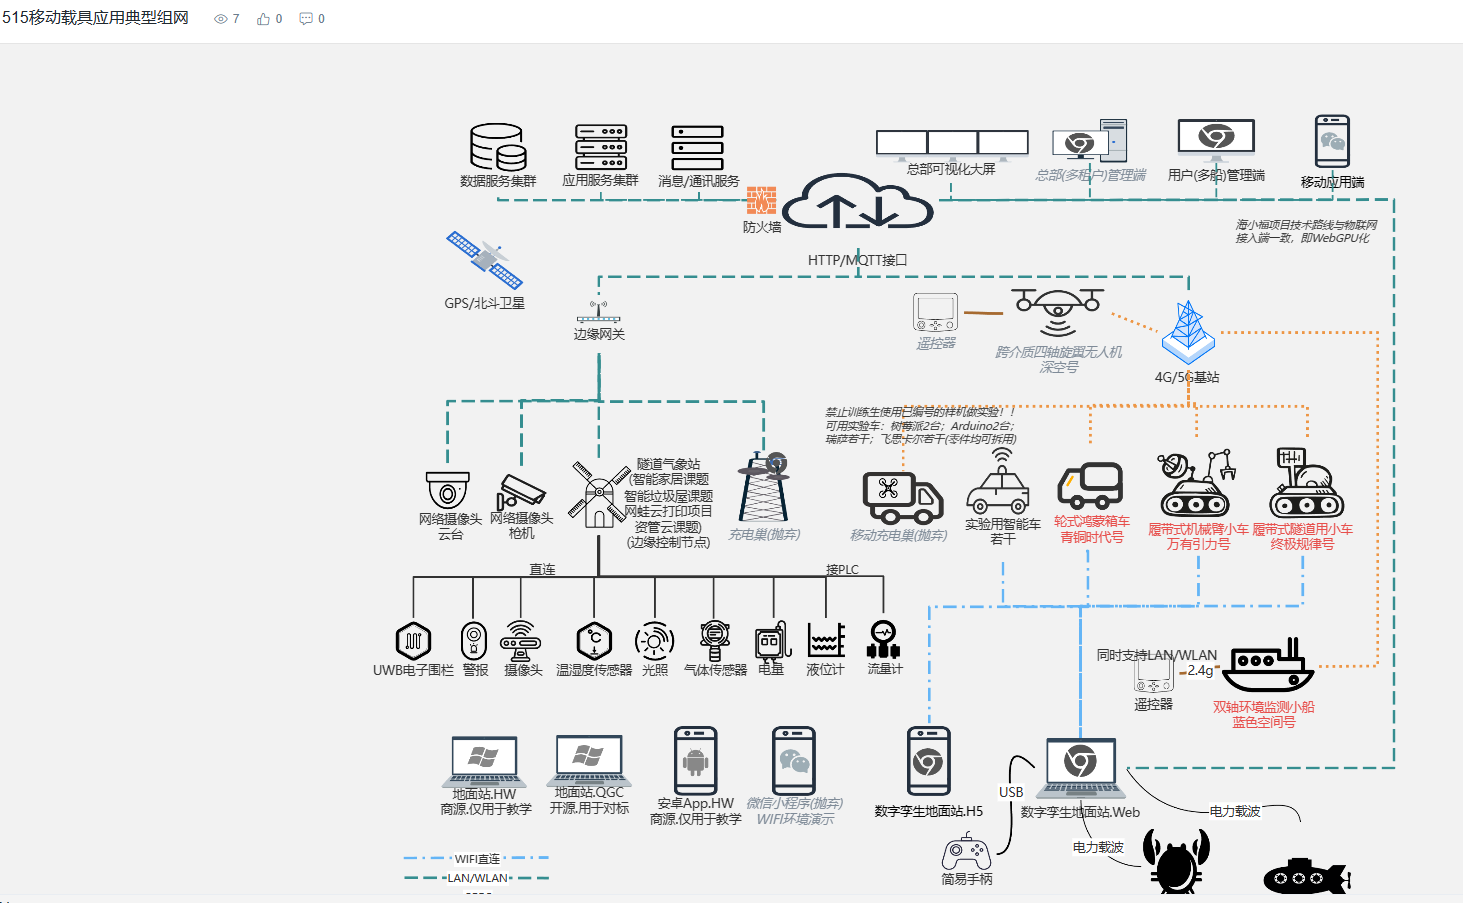 515移动载具应用典型组网 7 0 0
数据服务集群
应用服务集群
消息/通讯服务
防火墙
总部可视化大屏
总部(多租户)管理端
用户(多船)管理端
移动应用端
海小福项目技术路线与物联网
接入端一致，即WebGPU化
GPS/北斗卫星
HTTP/MQTT接口
边缘网关
遥控器
跨介质四轴旋翼无人机
深空号
4G/5G基站
禁止训练生使用已编号的样机做实验！！
可用实验车：树莓派2台；Arduino2台；
瑞萨若干；飞思卡尔若干(零件均可拆用)
网络摄像头
云台
网络摄像头
枪机
隧道气象站
(智能家居课题
智能垃圾屋课题
网蛙云打印项目
资管云课题)
(边缘控制节点)
充电巢(抛弃)
移动充电巢(抛弃)
实验用智能车
若干
轮式鸿蒙箱车
青铜时代号
履带式机械臂小车
万有引力号
履带式隧道用小车
终极规律号
直连
接PLC
UWB电子围栏
警报
摄像头
温湿度传感器
光照
气体传感器
电量
液位计
流量计
同时支持LAN/WLAN
2.4g
遥控器
双轴环境监测小船
蓝色空间号
地面站.HW
商源.仅用于教学
地面站.QGC
开源.用于对标
安卓App.HW
商源.仅用于教学
微信小程序(抛弃)
WIFI环境演示
数字孪生地面站.H5
USB
数字孪生地面站.Web
电力载波
电力载波
简易手柄
WIFI直连
LAN/WLAN